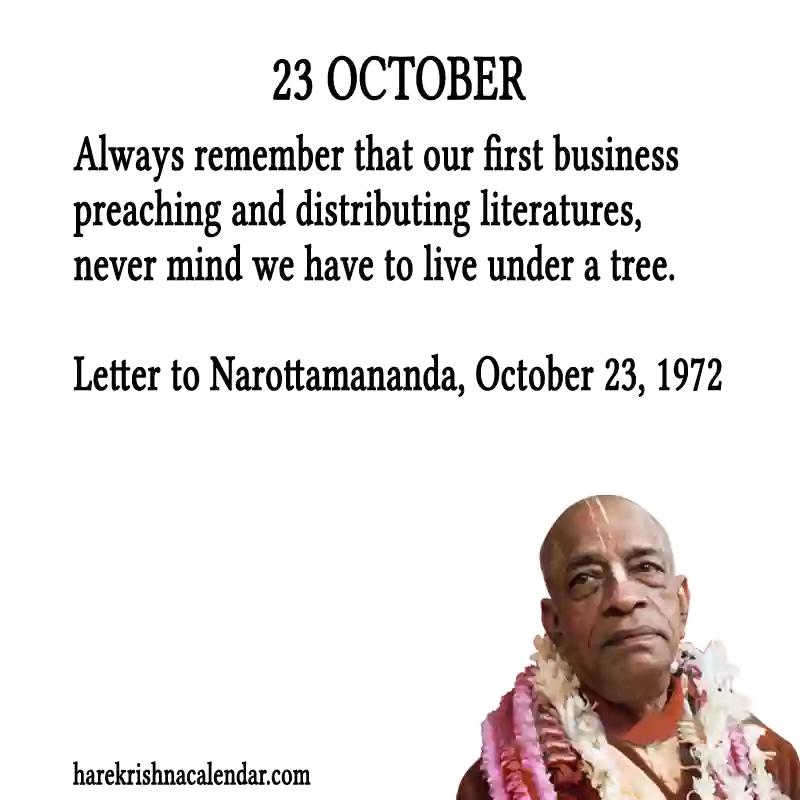 23 OCTOBER
Always remember that our first business
preaching and distributing literatures,
never mind we have to live under a tree.
Letter to Narottamananda, October 23, 1972
harekrishnacalendar.com